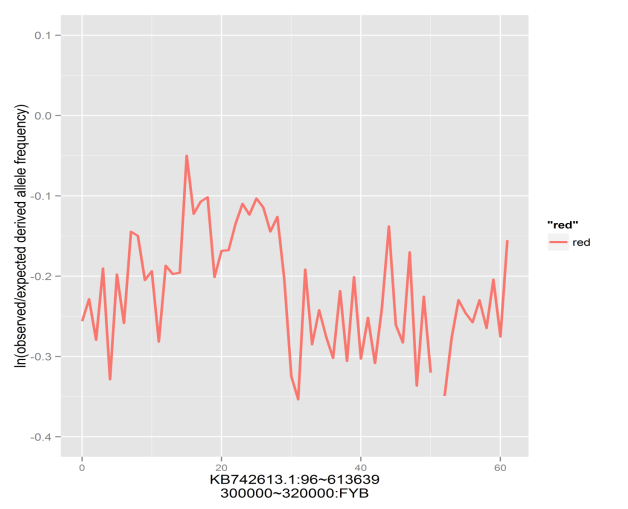 ln(observed/expected derived allele frequency)
0.1
0.0
-0.1
-0.2
-0.3
-0.4
0 20 40 60
KB742613.1:96~613639
300000~320000:FYB
"red"
red